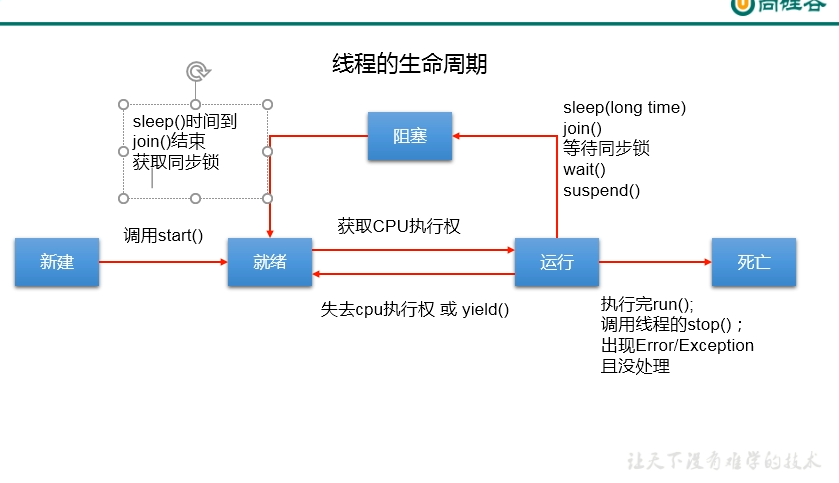 尚硅谷
线程的生命周期
sleep()时间到
join()结束
获取同步锁
阻塞
sleep(long time)
join()
等待同步锁
wait()
suspend()
新建
调用start()
就绪
获取CPU执行权
失去cpu执行权 或 yield()
运行
死亡
执行完run();
调用线程的stop()；
出现Error/Exception
且没处理
让天下没有难学的技术